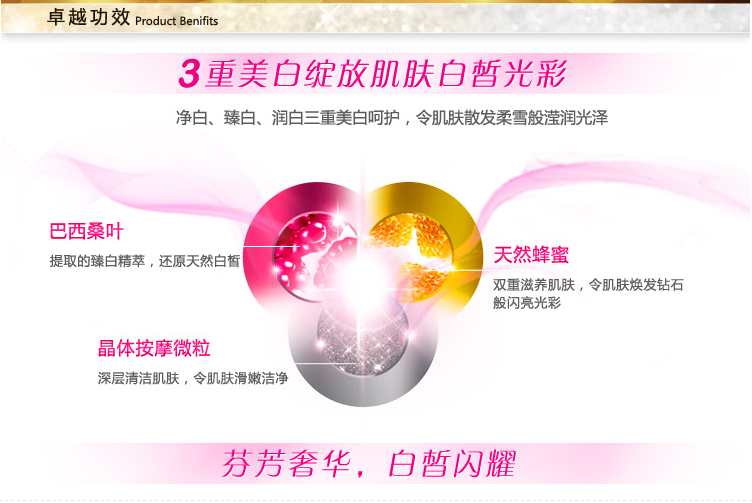 卓越功效 Product Benifits
3重美白绽放肌肤白皙光彩
净白、臻白、润白三重美白呵护，令肌肤散发柔雪般滢润光泽
巴西桑叶
提取的臻白精萃，还原天然白皙
天然蜂蜜
双重滋养肌肤，令肌肤焕发钻石
般闪亮光彩
晶体按摩微粒
深层清洁肌肤，令肌肤滑嫩洁净
芬芳奢华，白皙闪耀